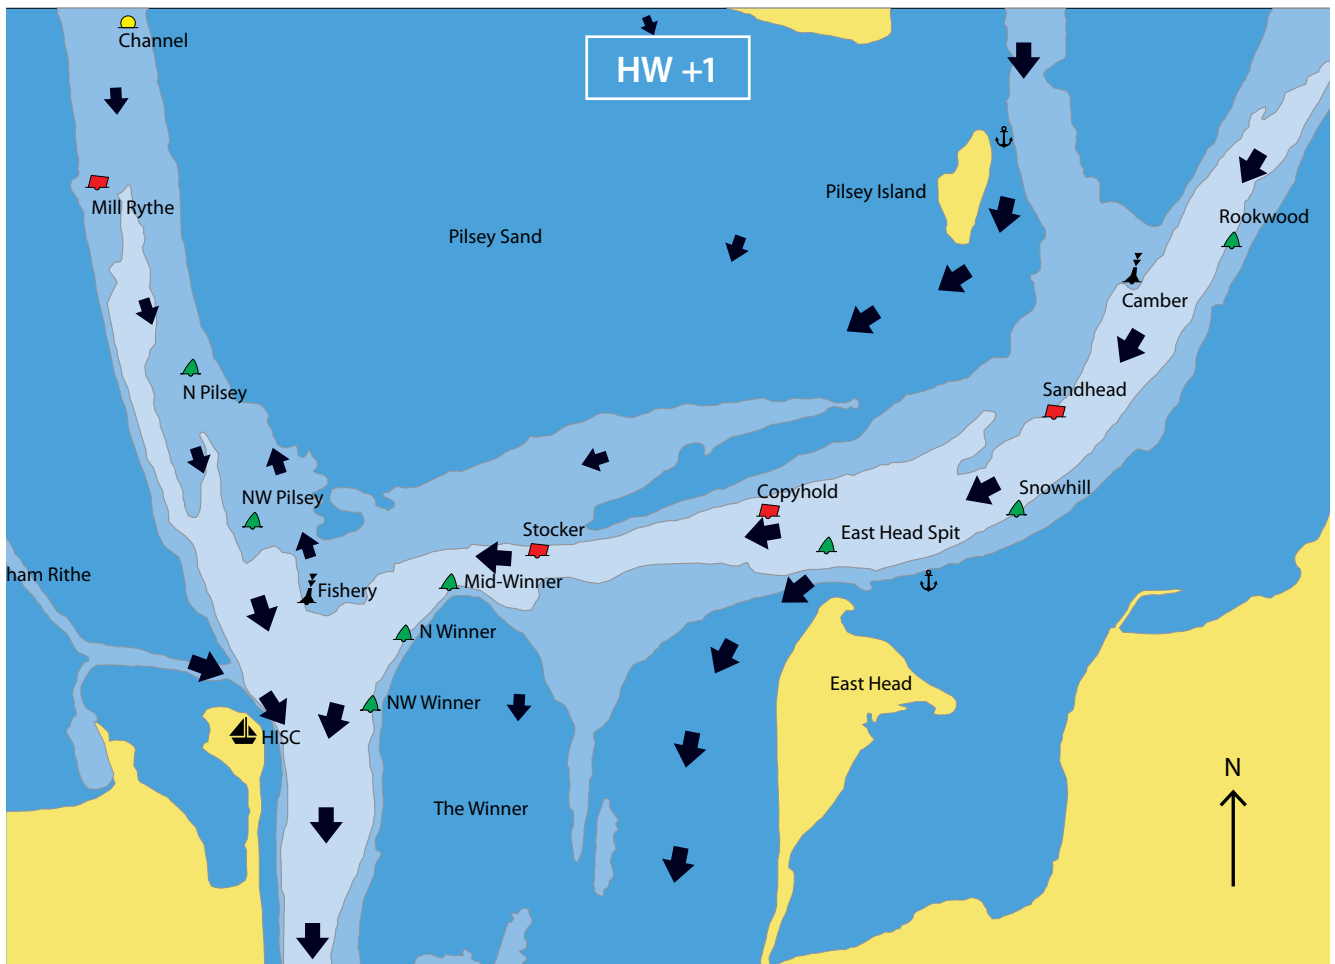 Channel
HW +1
Mill Rythe
Pilsey Island
Rookwood
Pilsey Sand
Camber
N Pilsey
Sandhead
NW Pilsey
Copyhold
Snowhill
Stocker
East Head Spit
ham Rithe
Fishery
Mid-Winner
N Winner
East Head
NW Winner
HISC
N
The Winner